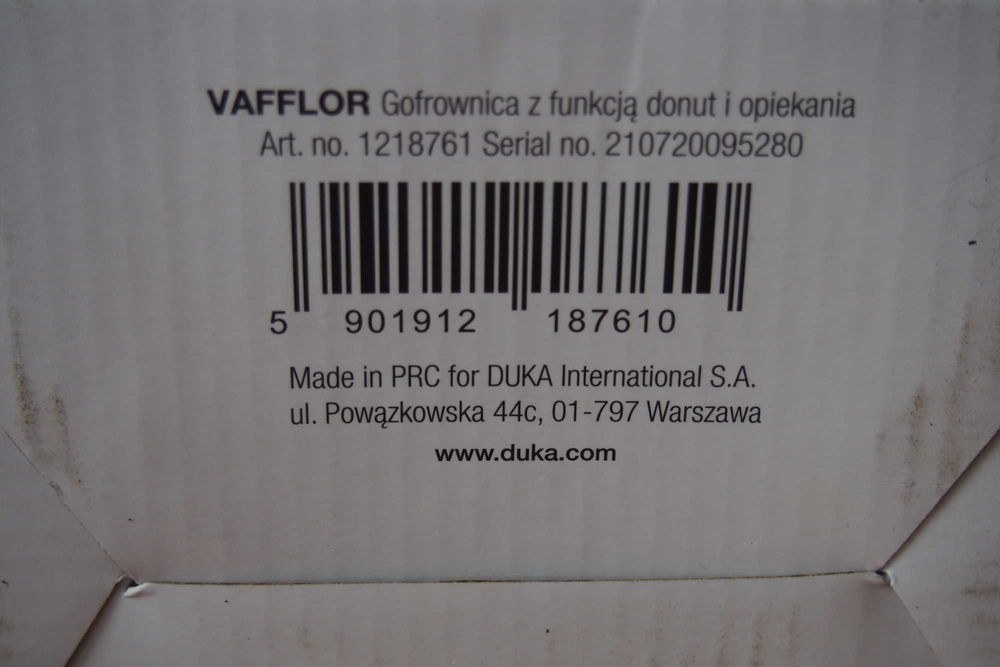 VAFFLOR Gofrownica z funkcją donut i opiekania
Art. no. 1218761 Serial no. 210720095280
5 901912 187610
Made in PRC for DUKA International S.A.
ul. Powązkowska 44c, 01-797 Warszawa
www.duka.com